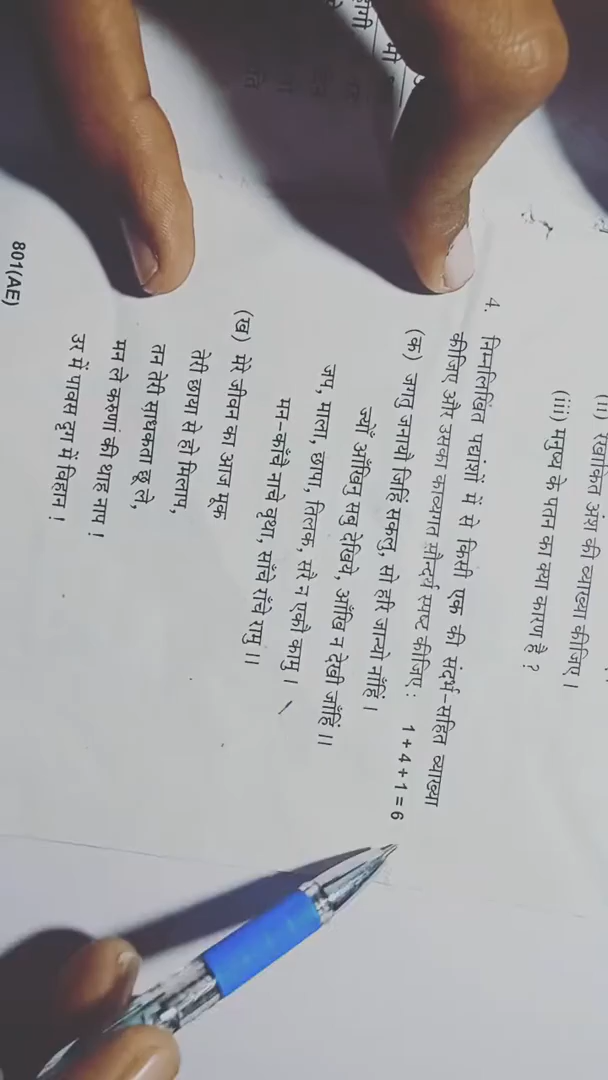 (ii) रेखांकित अंश की व्याख्या कीजिए ।
(iii) मनुष्य के पतन का क्या कारण है ?
4. निम्नलिखित पद्यांशों में से किसी एक की संदर्भ-सहित व्याख्या
कीजिए और उसका काव्यगत सौन्दर्य स्पष्ट कीजिए : 1 + 4 + 1 = 6
(क) जगतु जनायौ जिहिं सकलु, सो हरि जान्यो नाँहिं ।
ज्यौं आँखिनु सबु देखियै, आँखि न देखी जाँहिं ।।
जप, माला, छापा, तिलक, सरै न एकौ कामु ।
मन-काँचै नाचै वृथा, साँचे राँचे रामु ।।
(ख) मेरे जीवन का आज मूक
तेरी छाया से हो मिलाप,
तन तेरी साधकता छू ले,
मन ले करुणा की थाह नाप !
उर में पावस दृग में विहान !
801(AE)